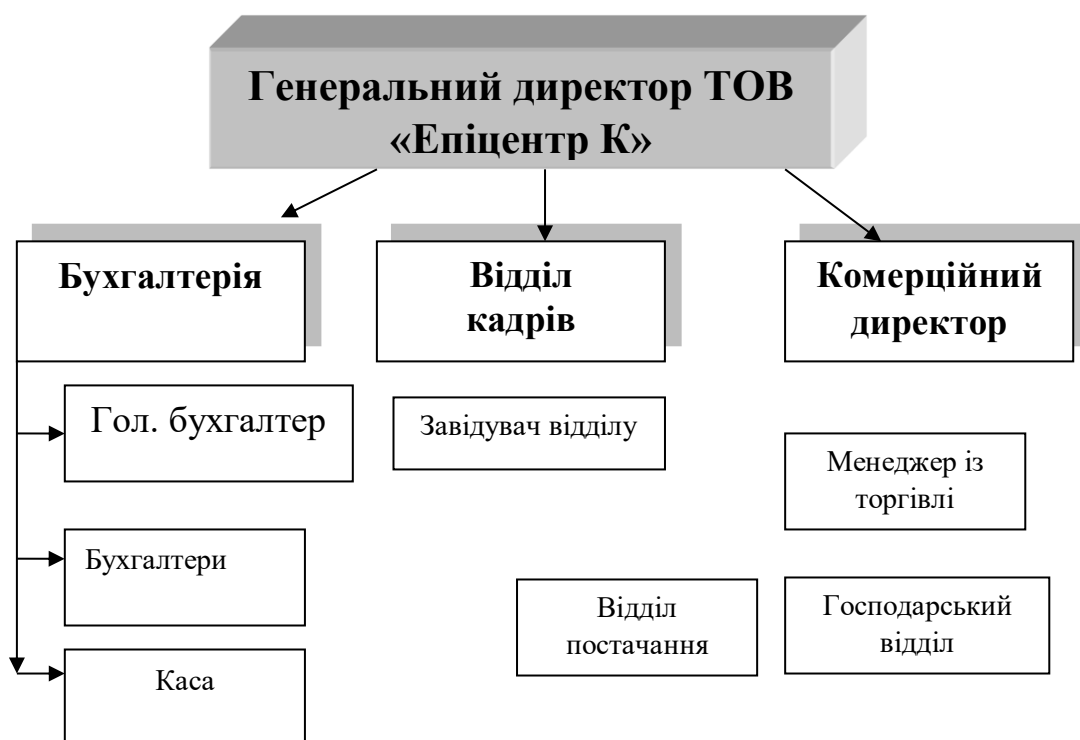 Генеральний директор ТОВ
«Епіцентр К»
Бухгалтерія
Відділ
кадрів
Комерційний
директор
Гол. бухгалтер
Завідувач відділу
Менеджер із
торгівлі
Бухгалтери
Відділ
постачання
Господарський
відділ
Каса